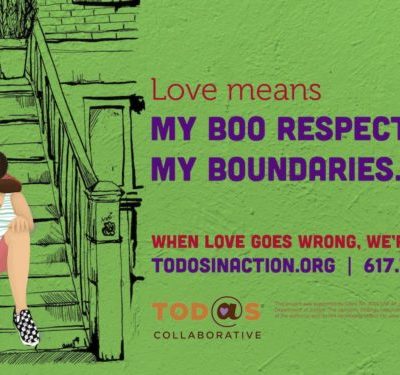 Love means
MY BOO RESPECT
MY BOUNDARIES.
WHEN LOVE GOES WRONG, WE'R
TODOSINACTION.ORG | 617.
TOD@S
COLLABORATIVE